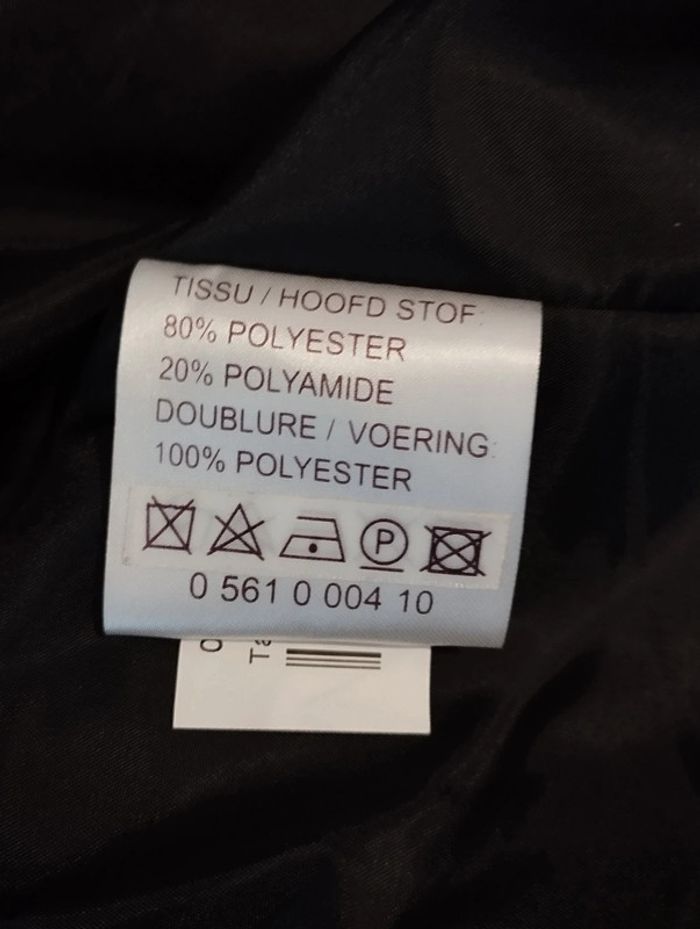 TISSU / HOOFD STOF:
80% POLYESTER
20% POLYAMIDE
DOUBLURE / VOERING:
100% POLYESTER
P
0 561 0 004 10